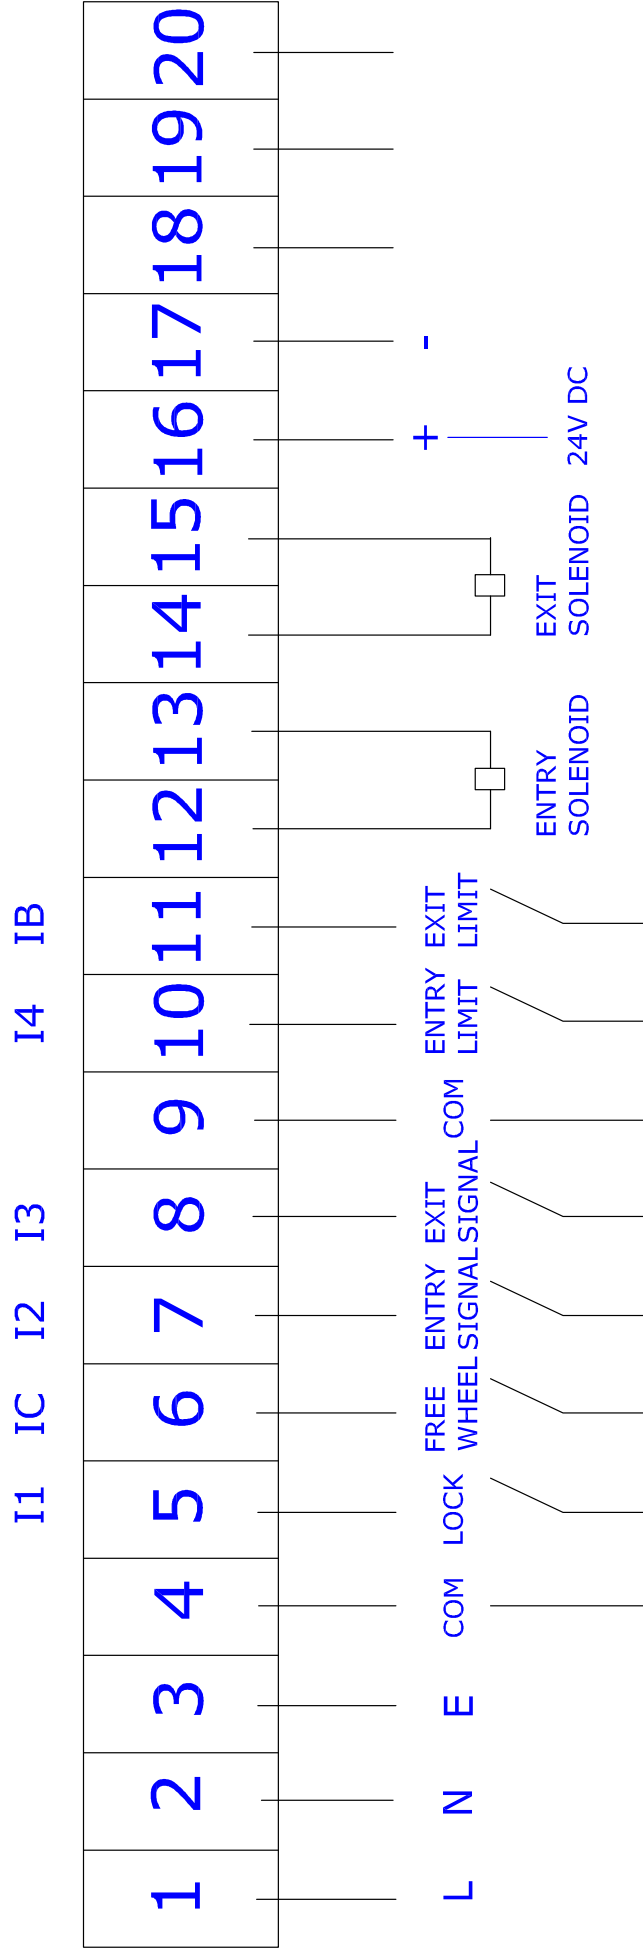 I1 IC I2 I3 I4 IB
1 2 3 4 5 6 7 8 9 10 11 12 13 14 15 16 17 18 19 20
L
N
E
COM
LOCK
FREE
WHEEL
ENTRY
SIGNAL
EXIT
SIGNAL
COM
ENTRY
LIMIT
EXIT
LIMIT
ENTRY
SOLENOID
EXIT
SOLENOID
+
24V DC
-